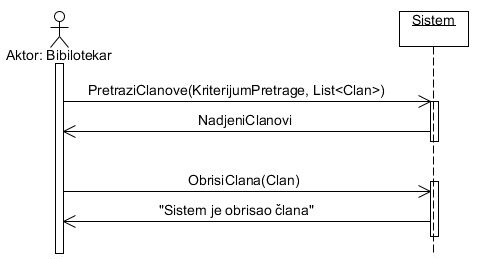 Sistem
Aktor: Bibilotekar
PretraziClanove(KriterijumPretrage, List<Clan>)
NadjeniClanovi
ObrisiClana(Clan)
"Sistem je obrisao člana"